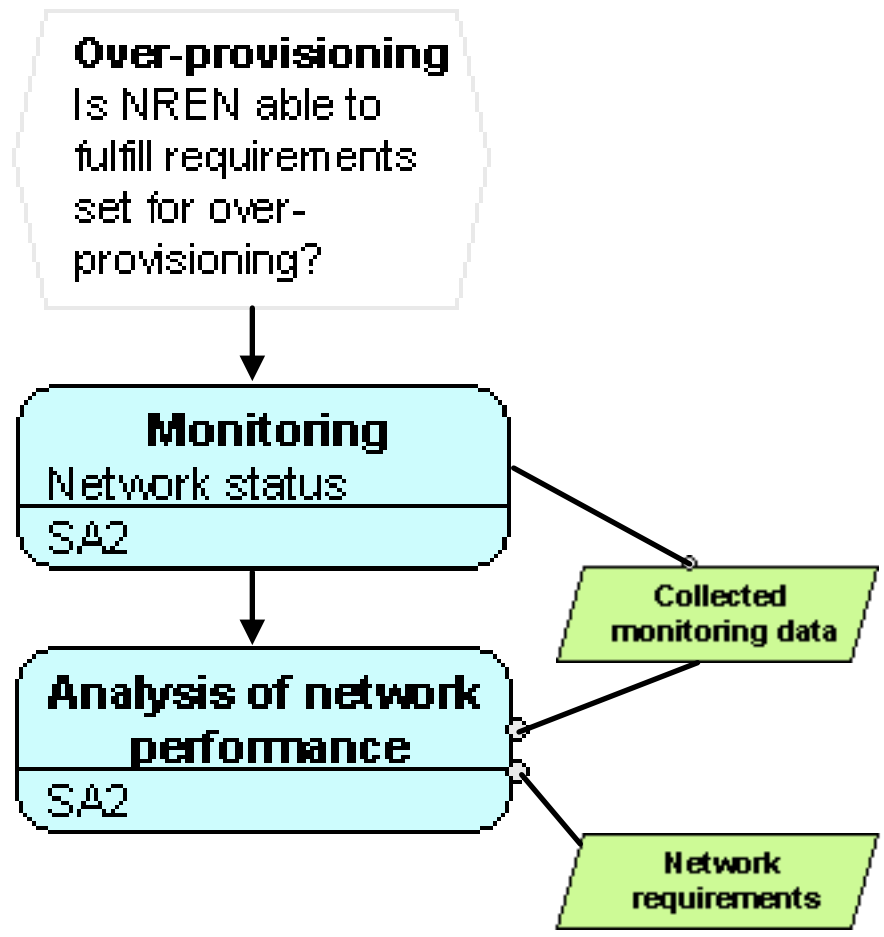 Over-provisioning
Is NREN able to
fulfill requirements
set for over-
provisioning?
Monitoring
Network status
SA2
Collected
monitoring data
Analysis of network
performance
SA2
Network
requirements